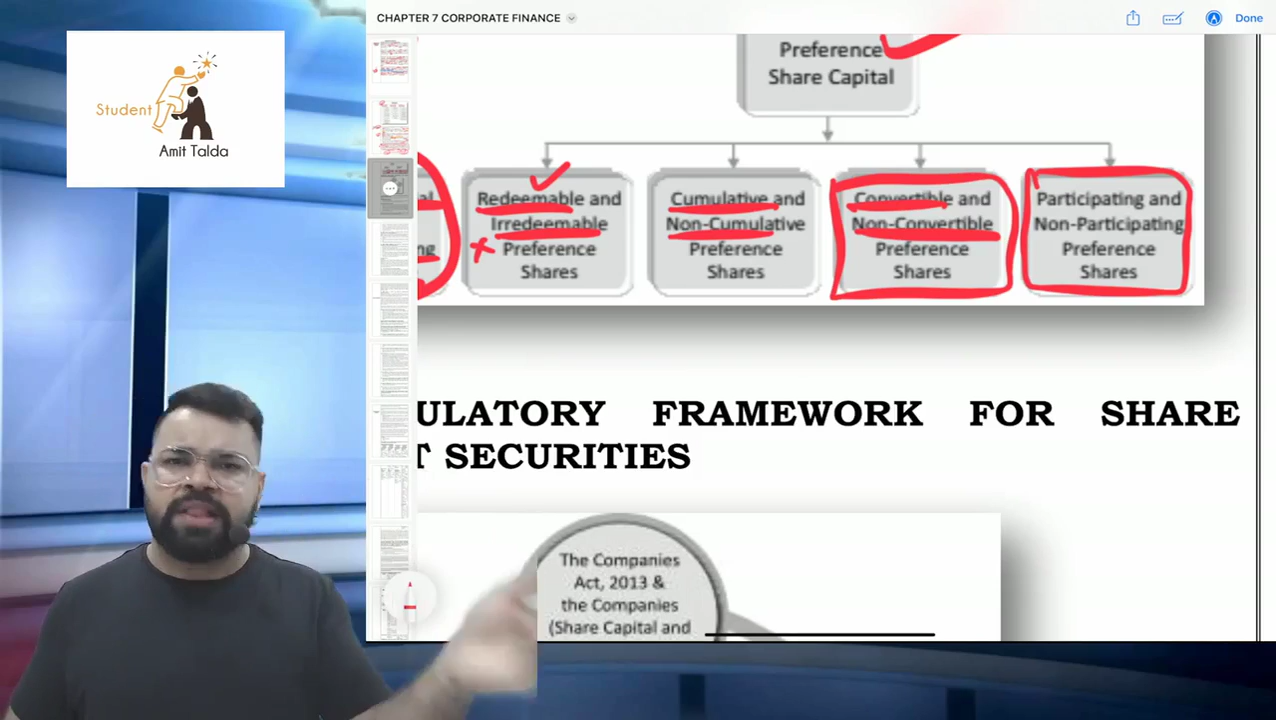 CHAPTER 7 CORPORATE FINANCE
Done
Student
Amit Talda
Preference
Share Capital
Redeemable and
Irredeemable
Preference
Shares
Cumulative and
Non-Cumulative
Preference
Shares
Convertible and
Non-Convertible
Preference
Shares
Participating and
Non-Participating
Preference
Shares
ULATORY FRAMEWORK FOR SHARE
T SECURITIES
The Companies
Act, 2013 &
the Companies
(Share Capital and